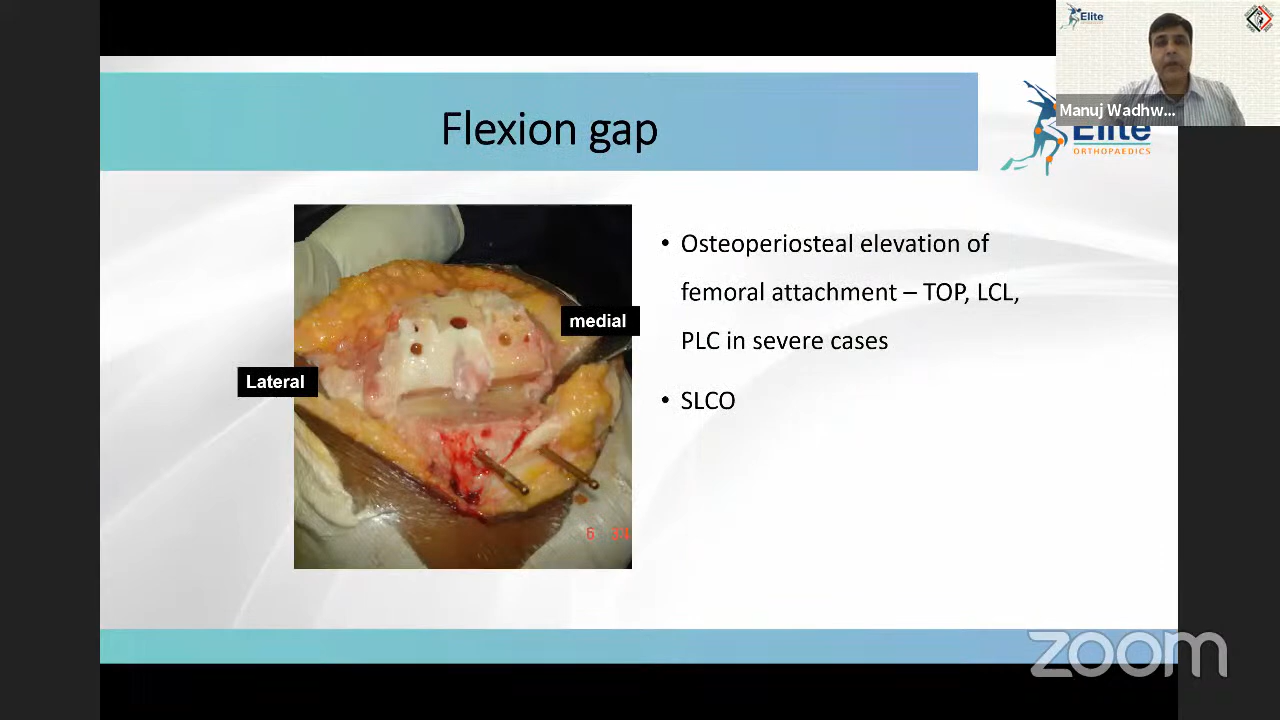 Elite
Manuj Wadhw...
Flexion gap
Elite
ORTHOPAEDICS
• Osteoperiosteal elevation of
femoral attachment – TOP, LCL,
PLC in severe cases
• SLCO
medial
Lateral
zoom